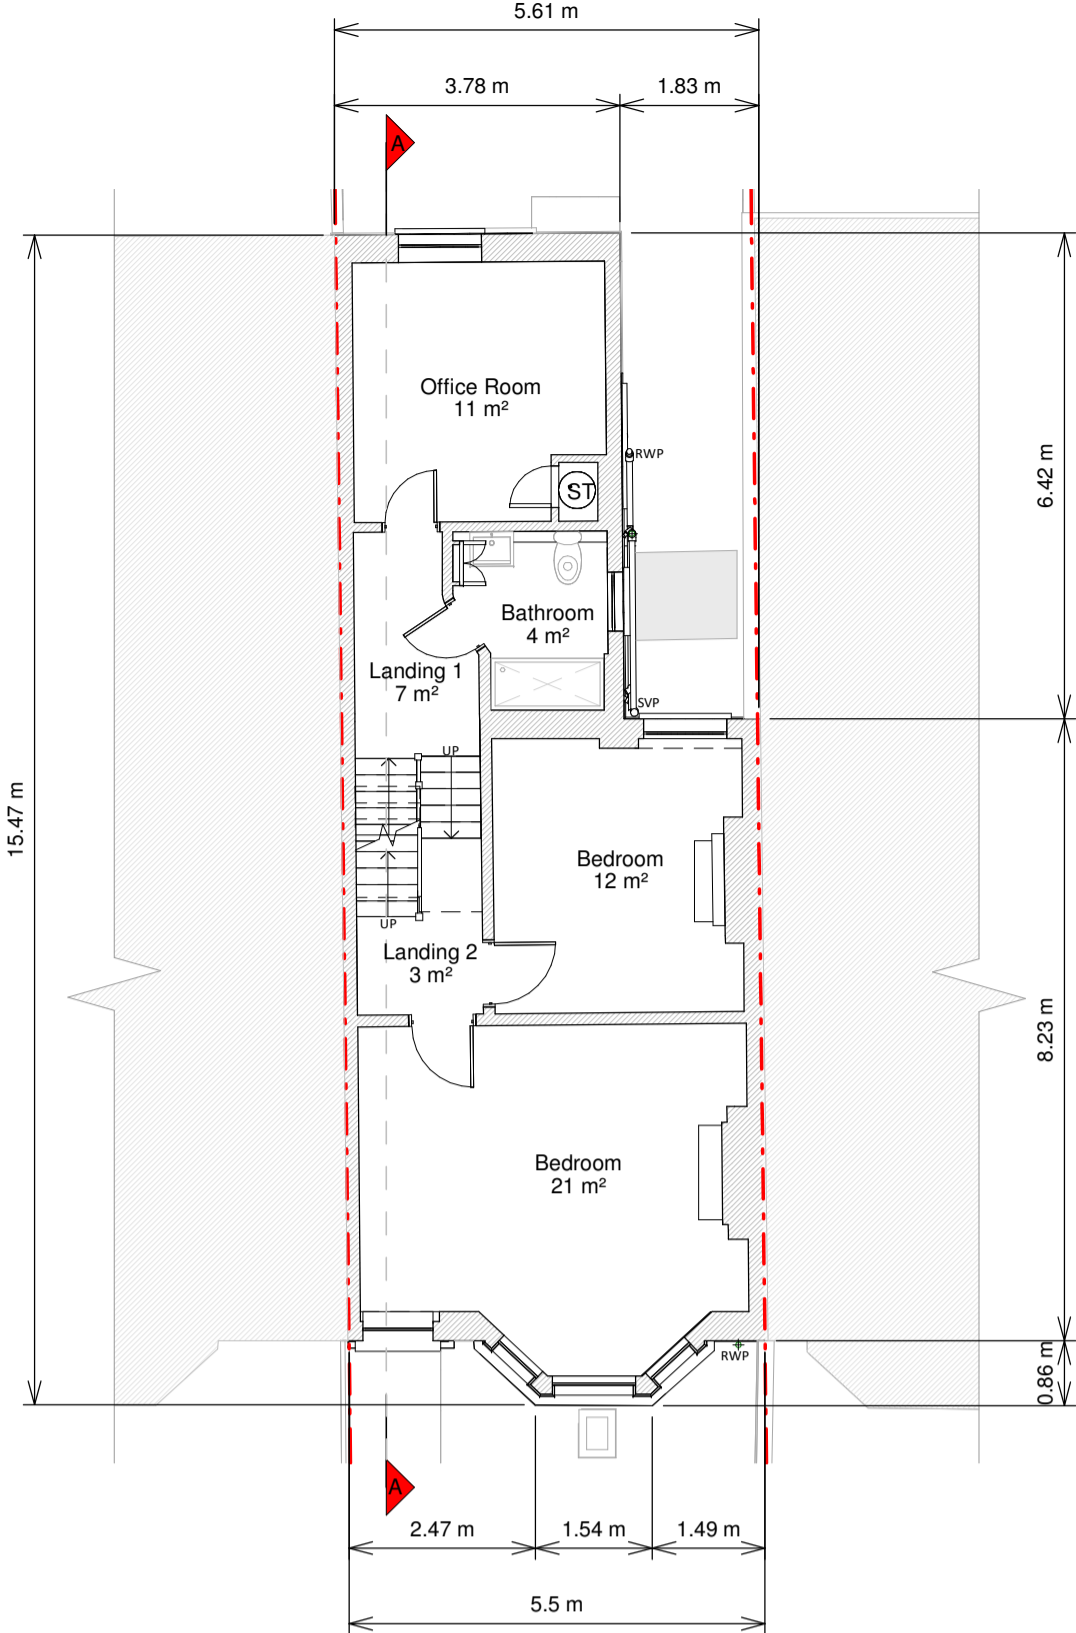 5.61 m
3.78 m
1.83 m
A
Office Room
11 m²
RWP
ST
6.42 m
Bathroom
4 m²
Landing 1
7 m²
SVP
UP
15.47 m
Bedroom
12 m²
UP
Landing 2
3 m²
8.23 m
Bedroom
21 m²
RWP
0.86 m
A
2.47 m
1.54 m
1.49 m
5.5 m